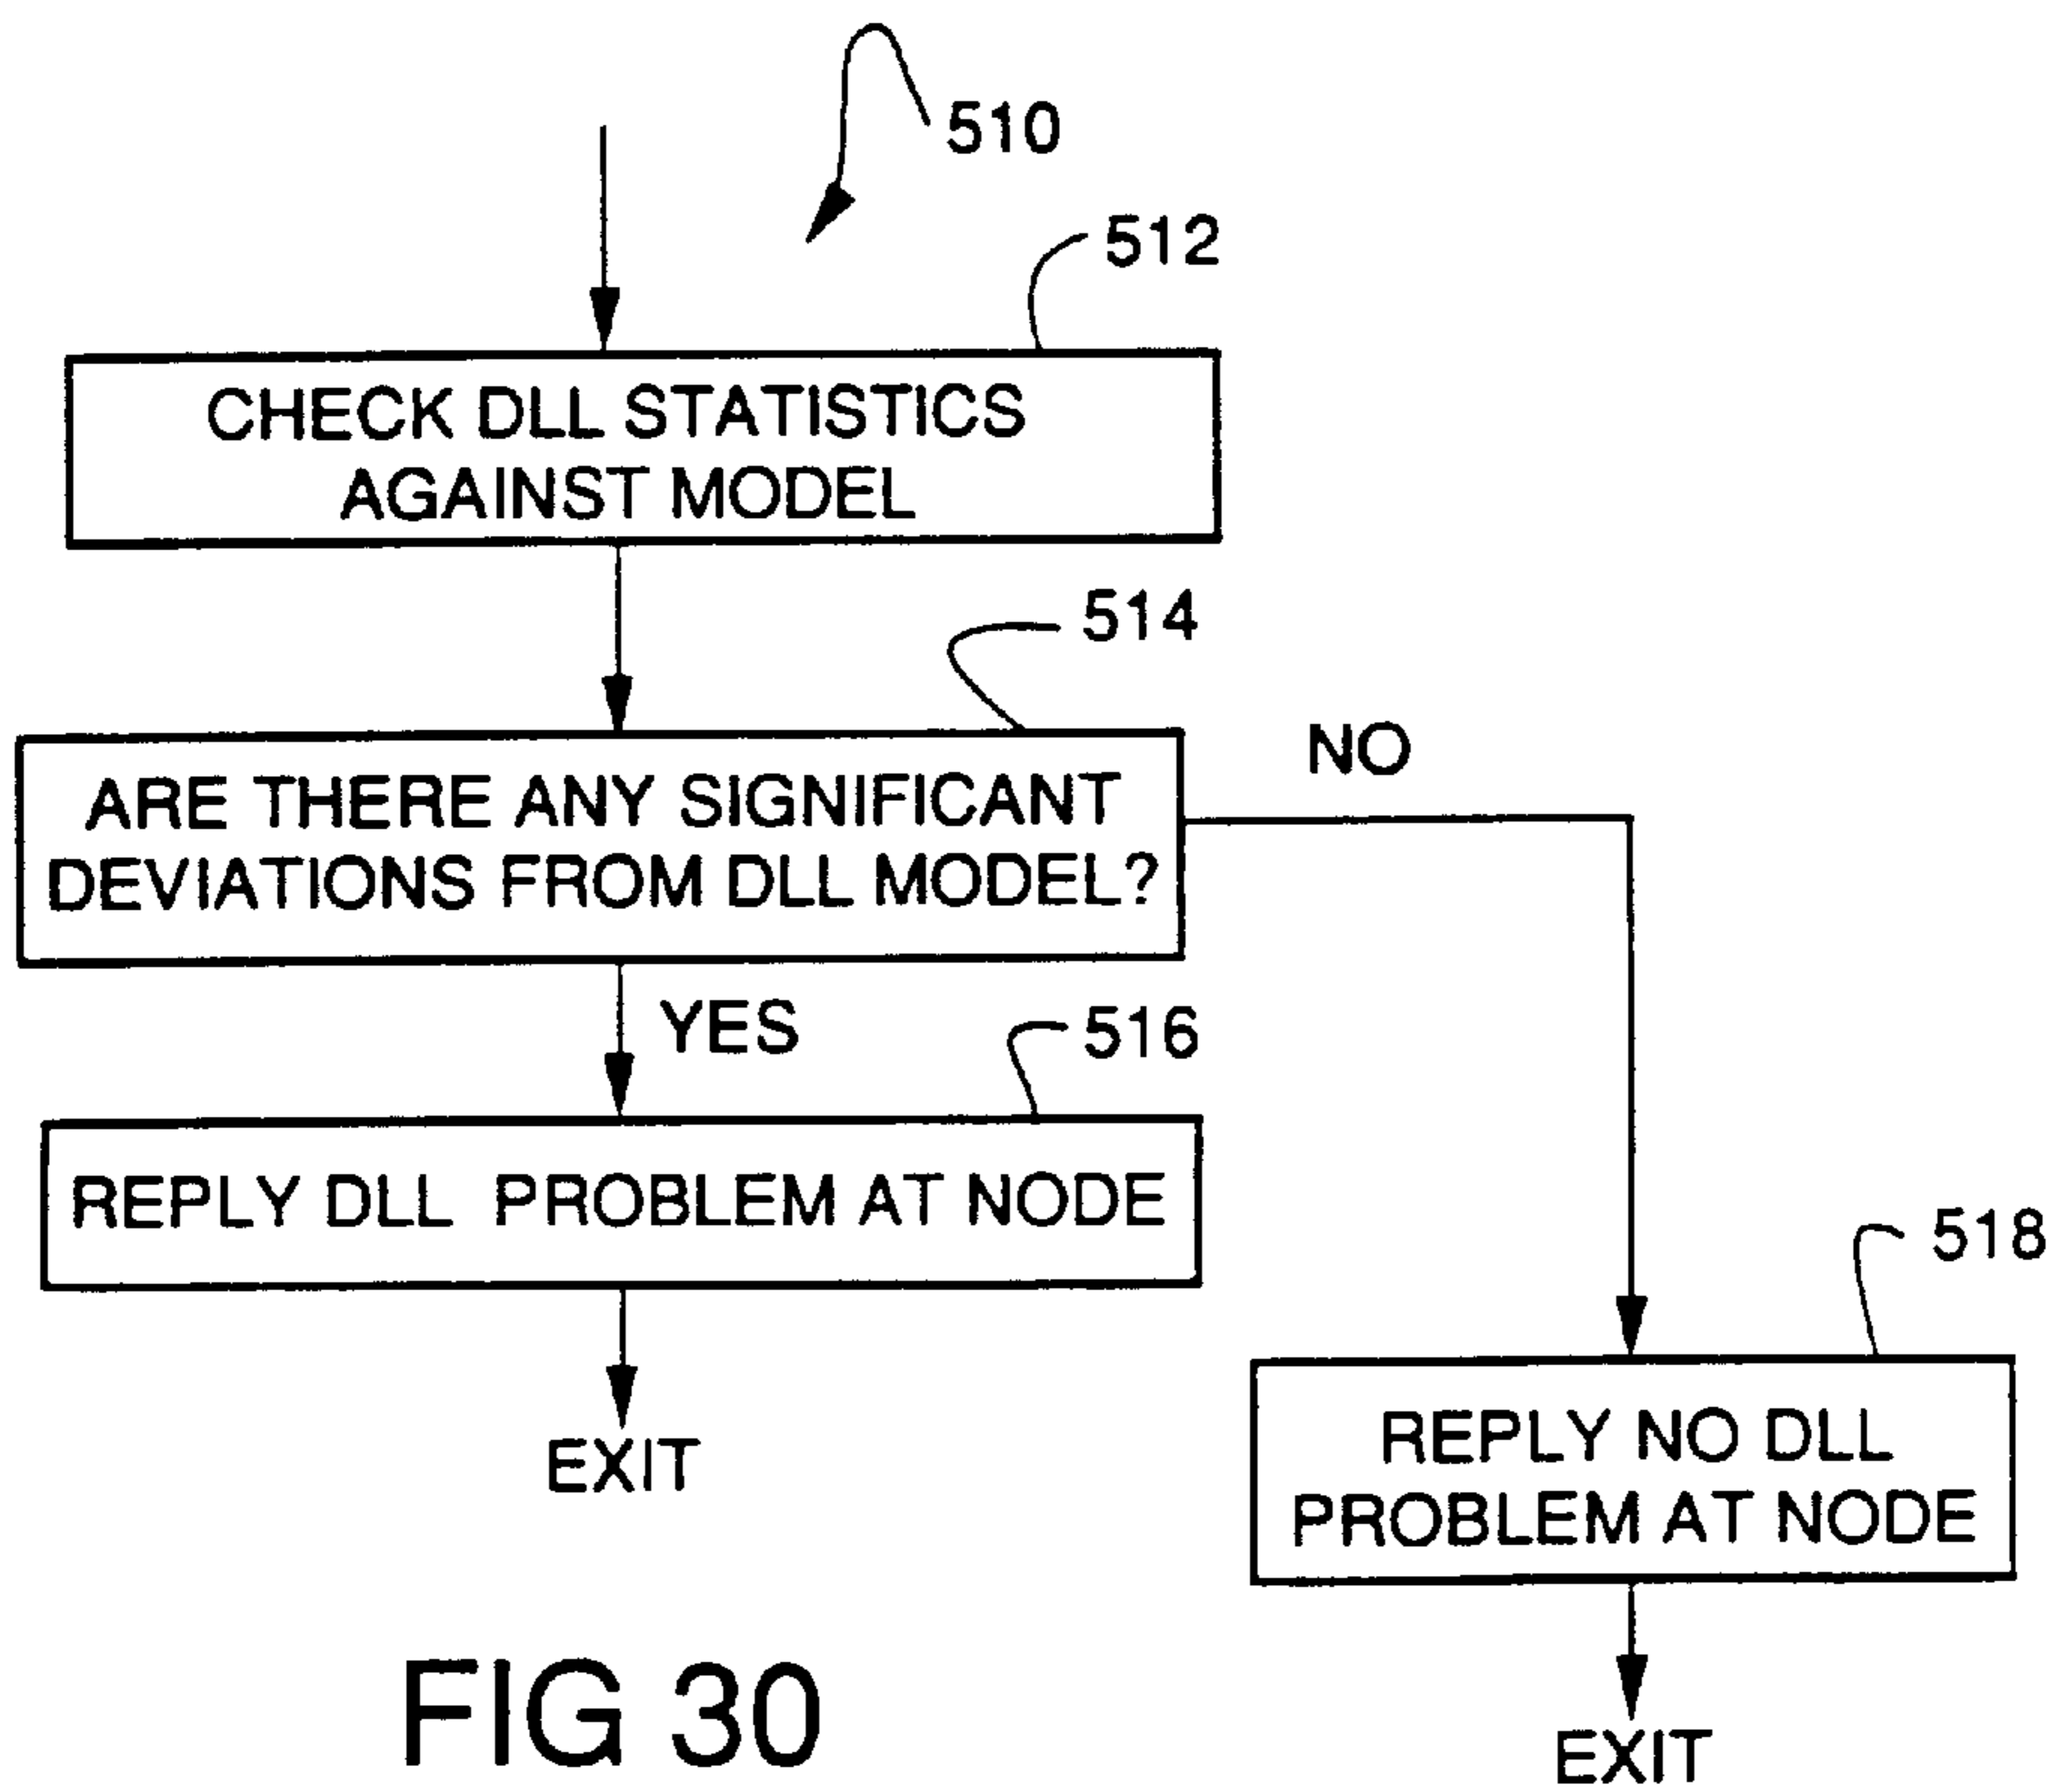 510
512
CHECK DLL STATISTICS
AGAINST MODEL
514
ARE THERE ANY SIGNIFICANT
DEVIATIONS FROM DLL MODEL?
NO
YES
516
REPLY DLL PROBLEM AT NODE
EXIT
518
REPLY NO DLL
PROBLEM AT NODE
EXIT
FIG 30